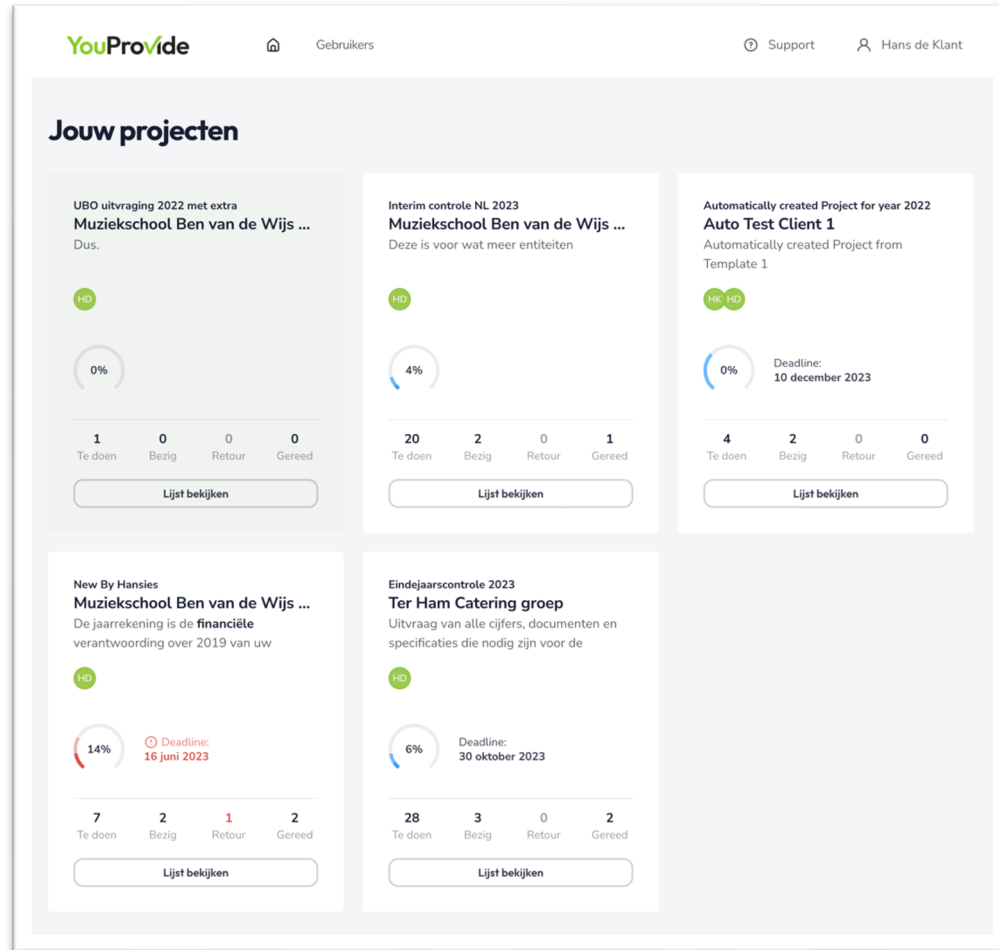 YouProvide
Gebruikers
Support
Hans de Klant
Jouw projecten
UBO uitvraging 2022 met extra
Muziekschool Ben van de Wijs ...
Dus.
HD
0%
1 0 0 0
Te doen Bezig Retour Gereed
Lijst bekijken
Interim controle NL 2023
Muziekschool Ben van de Wijs ...
Deze is voor wat meer entiteiten
HD
4%
20 2 0 1
Te doen Bezig Retour Gereed
Lijst bekijken
Automatically created Project for year 2022
Auto Test Client 1
Automatically created Project from
Template 1
HK HD
0%
Deadline:
10 december 2023
4 2 0 0
Te doen Bezig Retour Gereed
Lijst bekijken
New By Hansies
Muziekschool Ben van de Wijs ...
De jaarrekening is de financiële
verantwoording over 2019 van uw
HD
14%
Deadline:
16 juni 2023
7 2 1 2
Te doen Bezig Retour Gereed
Lijst bekijken
Eindejaarscontrole 2023
Ter Ham Catering groep
Uitvraag van alle cijfers, documenten en
specificaties die nodig zijn voor de
HD
6%
Deadline:
30 oktober 2023
28 3 0 2
Te doen Bezig Retour Gereed
Lijst bekijken